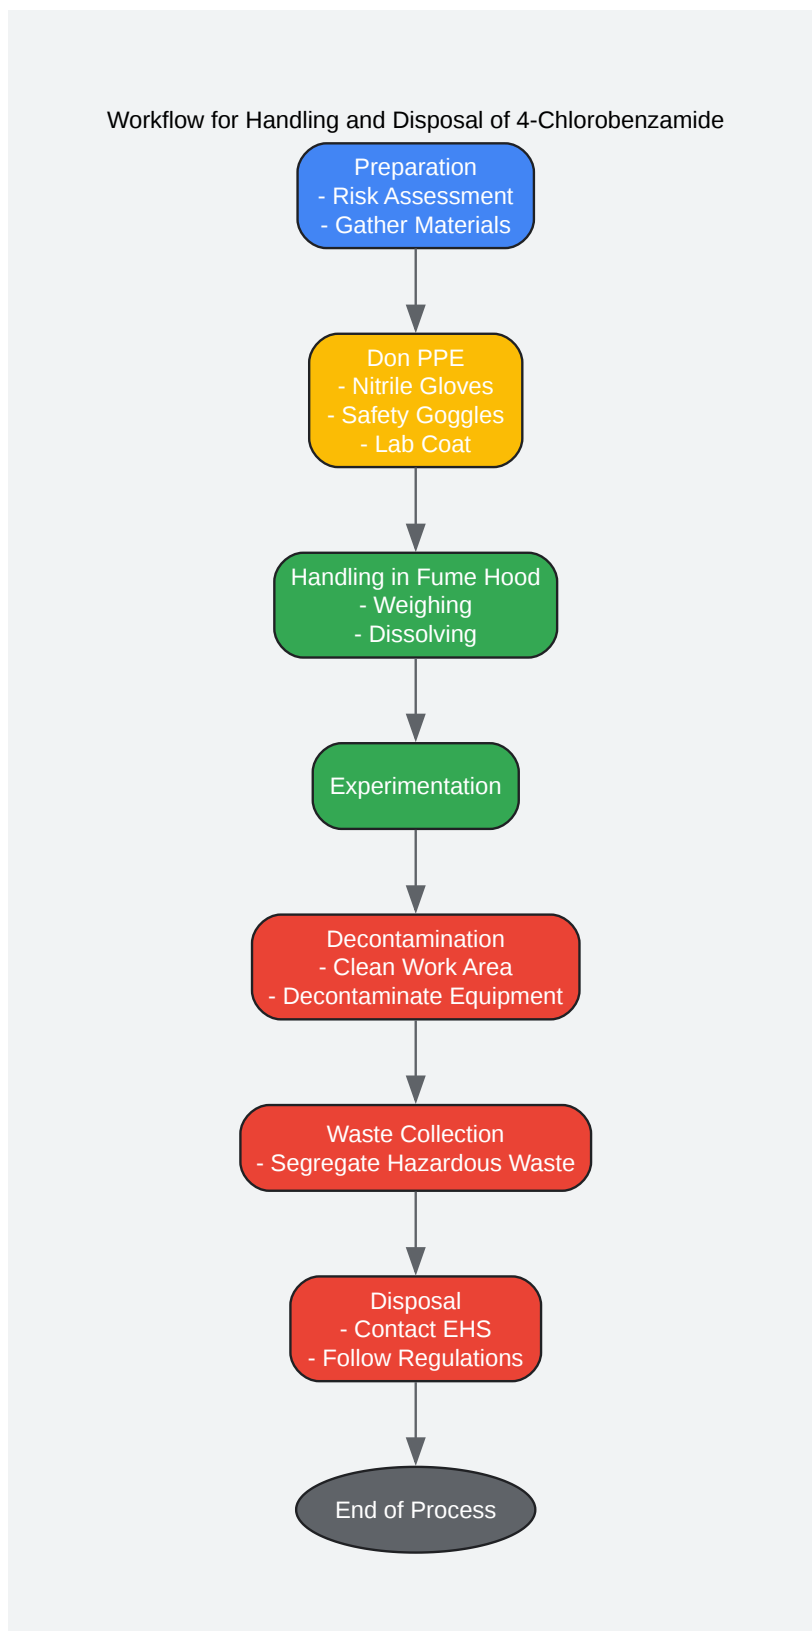 Workflow for Handling and Disposal of 4-Chlorobenzamide
Preparation
- Risk Assessment
- Gather Materials
Don PPE
- Nitrile Gloves
- Safety Goggles
- Lab Coat
Handling in Fume Hood
- Weighing
- Dissolving
Experimentation
Decontamination
- Clean Work Area
- Decontaminate Equipment
Waste Collection
- Segregate Hazardous Waste
Disposal
- Contact EHS
- Follow Regulations
End of Process